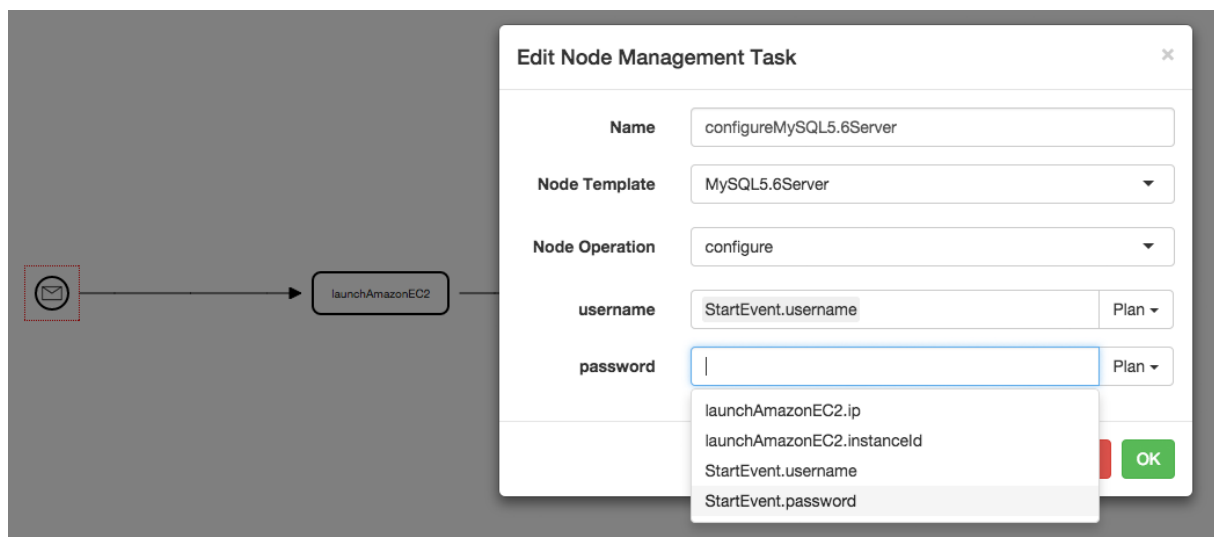 Edit Node Management Task ×
Name configureMySQL5.6Server
Node Template MySQL5.6Server
Node Operation configure
launchAmazonEC2
username StartEvent.username Plan
password Plan
launchAmazonEC2.ip
launchAmazonEC2.instanceId
StartEvent.username
StartEvent.password
OK